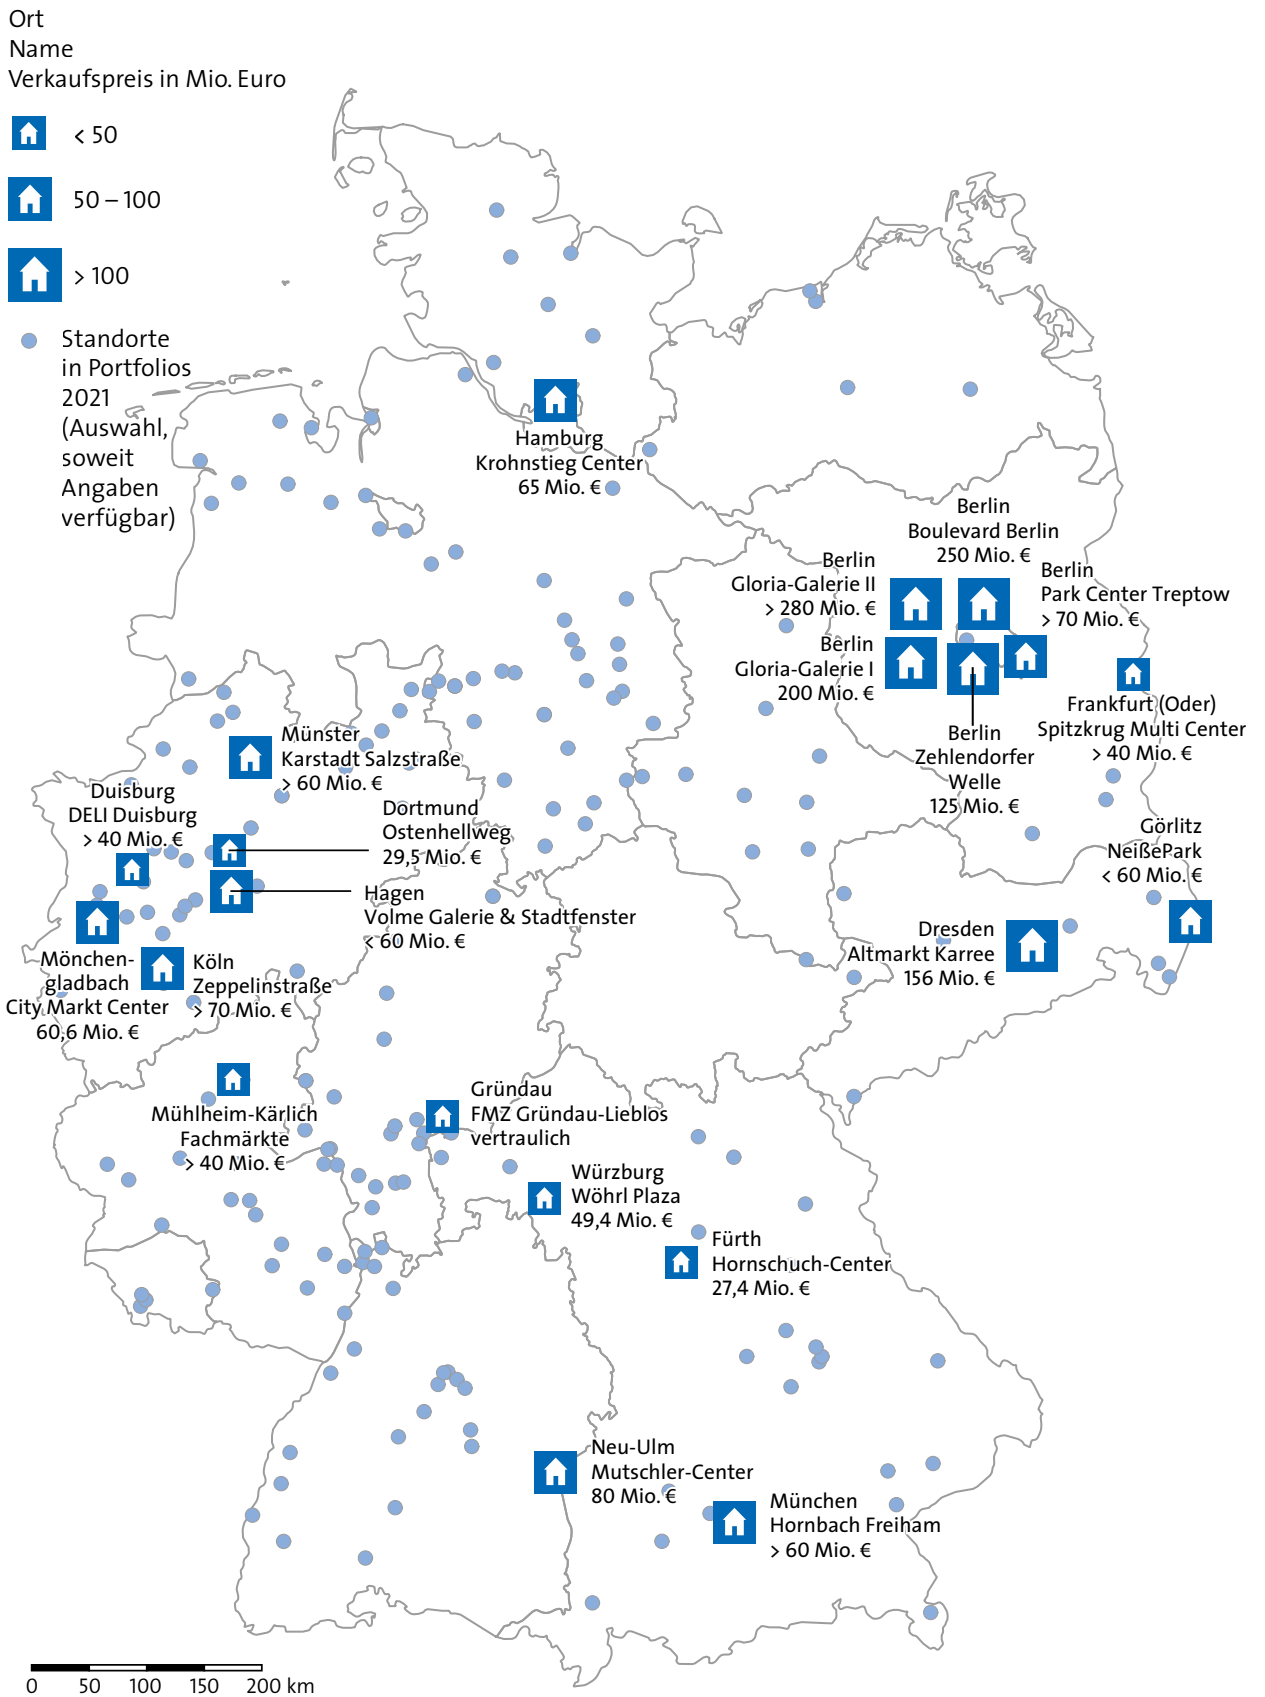 Ort
Name
Verkaufspreis in Mio. Euro
< 50
50 – 100
> 100
Standorte
in Portfolios
2021
(Auswahl,
soweit
Angaben
verfügbar)
Hamburg
Krohnstieg Center
65 Mio. €
Berlin
Boulevard Berlin
250 Mio. €
Berlin
Gloria-Galerie II
> 280 Mio. €
Berlin
Park Center Treptow
> 70 Mio. €
Berlin
Gloria-Galerie I
200 Mio. €
Frankfurt (Oder)
Spitzkrug Multi Center
> 40 Mio. €
Berlin
Zehlendorfer
Welle
125 Mio. €
Münster
Karstadt Salzstraße
> 60 Mio. €
Duisburg
DELI Duisburg
> 40 Mio. €
Dortmund
Ostenhellweg
29,5 Mio. €
Görlitz
NeißePark
< 60 Mio. €
Hagen
Volme Galerie & Stadtfenster
< 60 Mio. €
Dresden
Altmarkt Karree
156 Mio. €
Mönchen-
gladbach
City Markt Center
60,6 Mio. €
Köln
Zeppelinstraße
> 70 Mio. €
Mühlheim-Kärlich
Fachmärkte
> 40 Mio. €
Gründau
FMZ Gründau-Lieblos
vertraulich
Würzburg
Wöhrl Plaza
49,4 Mio. €
Fürth
Hornschuch-Center
27,4 Mio. €
Neu-Ulm
Mutschler-Center
80 Mio. €
München
Hornbach Freiham
> 60 Mio. €
0 50 100 150 200 km